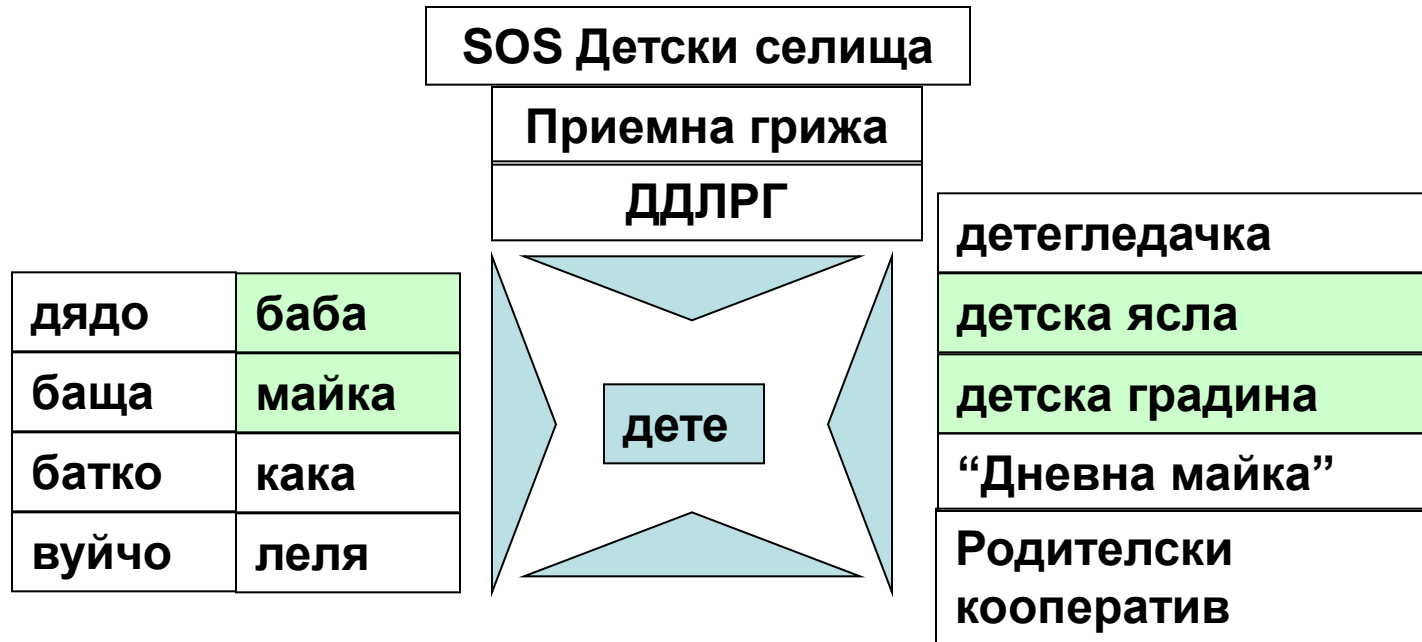 SOS Детски селища
Приемна грижа
ДДЛРГ
дядо баба
баща майка
батко кака
вуйчо леля
дете
детегледачка
детска ясла
детска градина
“Дневна майка”
Родителски
кооператив